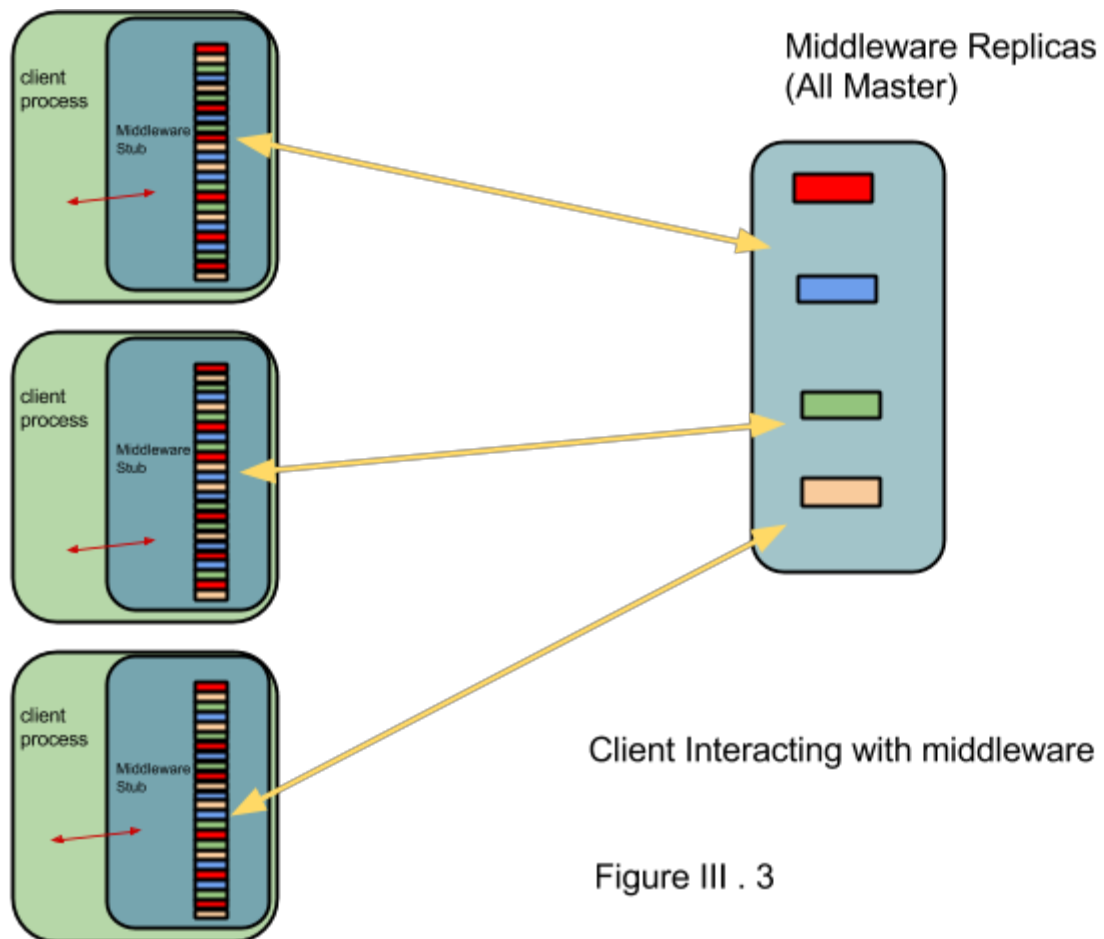 client
process
Middleware
Stub
Middleware Replicas
(All Master)
client
process
Middleware
Stub
client
process
Middleware
Stub
Client Interacting with middleware
Figure III . 3